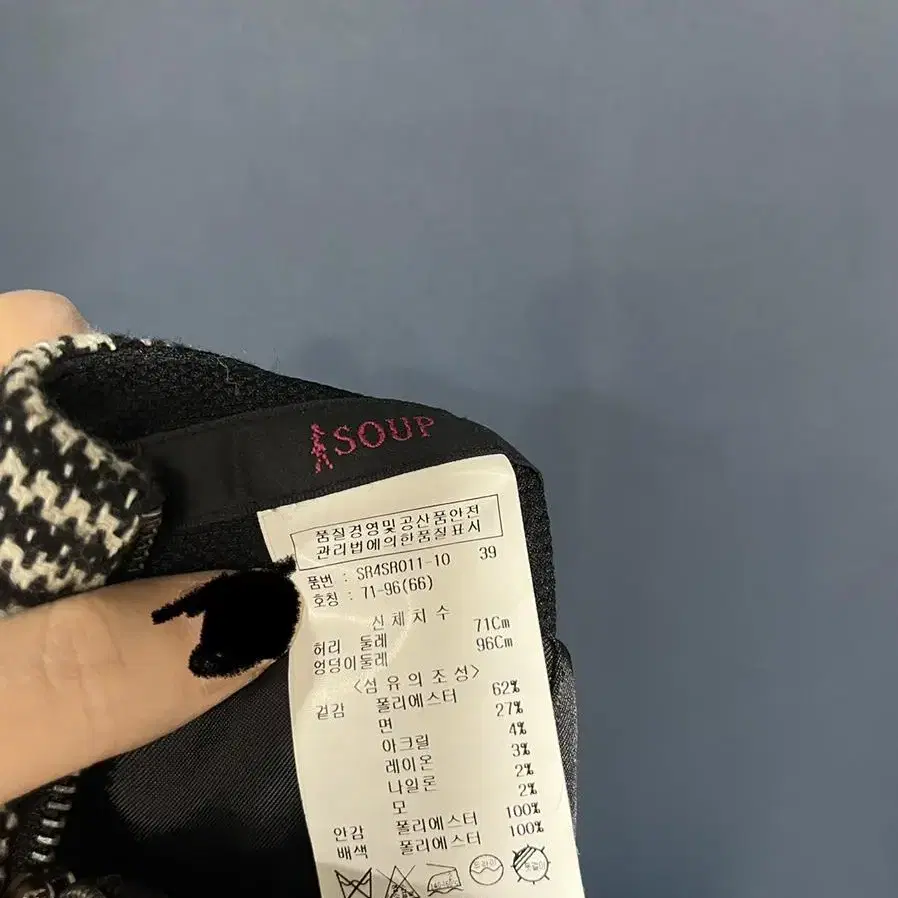 SOUP
품질경영및공산품안전
관리법에의한품질표시
품번 : SR4SR011-10 39
호칭 : 71-96(66)
신체치수
허리 둘레 71Cm
엉덩이둘레 96Cm
<섬유의조성>
겉감 폴리에스터 62%
면 27%
아크릴 4%
레이온 3%
나일론 2%
모 2%
안감 폴리에스터 100%
배색 폴리에스터 100%
드라이